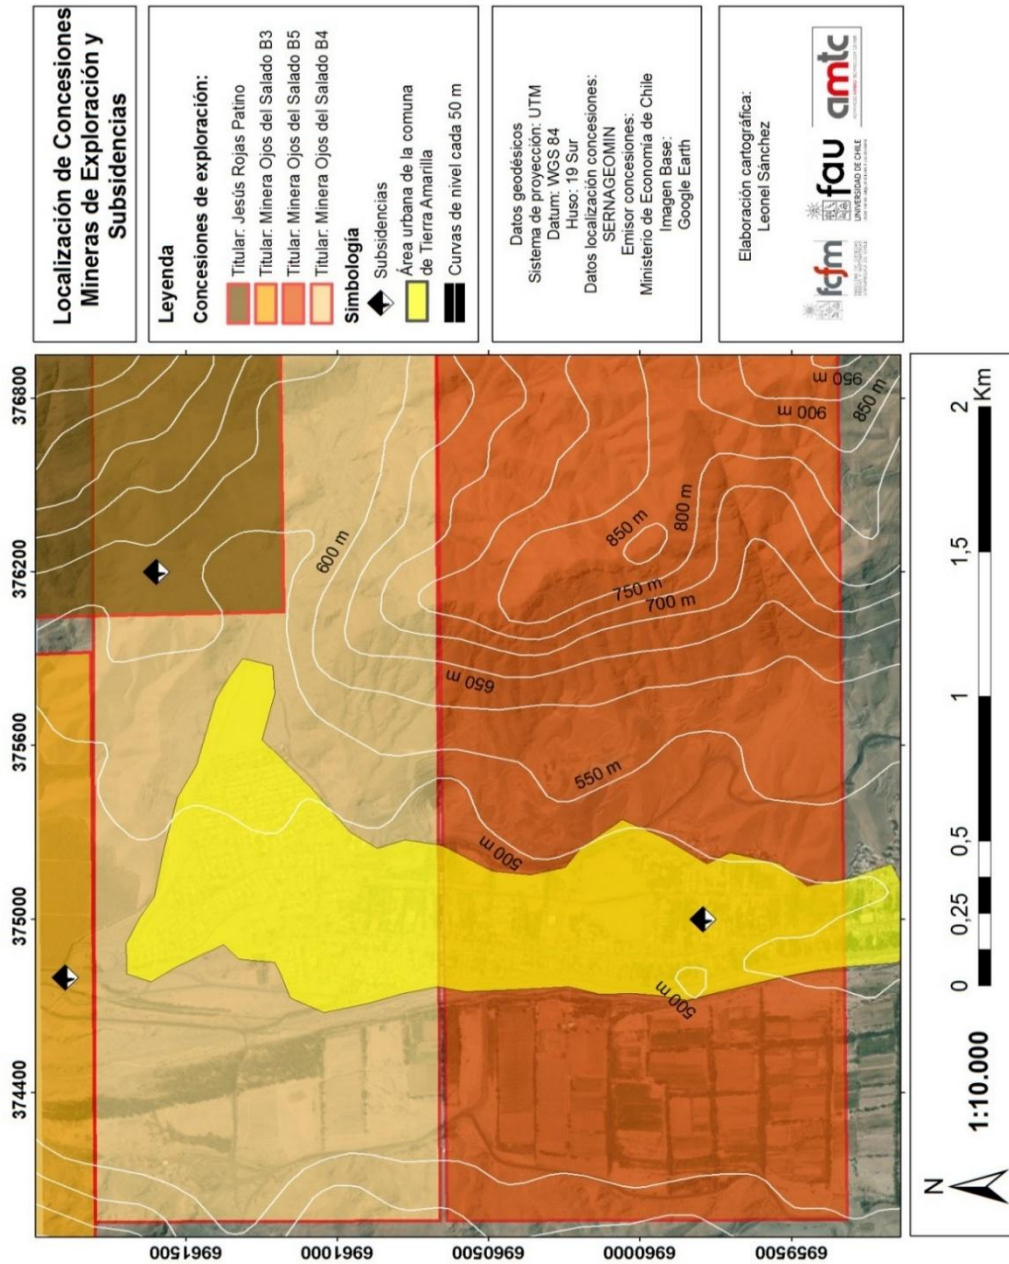 Localización de Concesiones
Mineras de Exploración y
Subsidencias
Leyenda
Concesiones de exploración:
Titular: Jesús Rojas Patino
Titular: Minera Ojos del Salado B3
Titular: Minera Ojos del Salado B5
Titular: Minera Ojos del Salado B4
Simbología
Subsidencias
Área urbana de la comuna
de Tierra Amarilla
Curvas de nivel cada 50 m
Datos geodésicos
Sistema de proyección: UTM
Datum: WGS 84
Huso: 19 Sur
Datos localización concesiones:
SERNAGEOMIN
Emisor concesiones:
Ministerio de Economía de Chile
Imagen Base:
Google Earth
Elaboración cartográfica:
Leonel Sánchez
fcfm
fau
UNIVERSIDAD DE CHILE
amtc
374400
375000
375600
376200
376800
6961500
6961000
6960500
6960000
6959500
600 m
650 m
550 m
500 m
500 m
850 m
800 m
750 m
700 m
900 m
950 m
850 m
N
1:10.000
0
0,25
0,5
1
1,5
2
Km